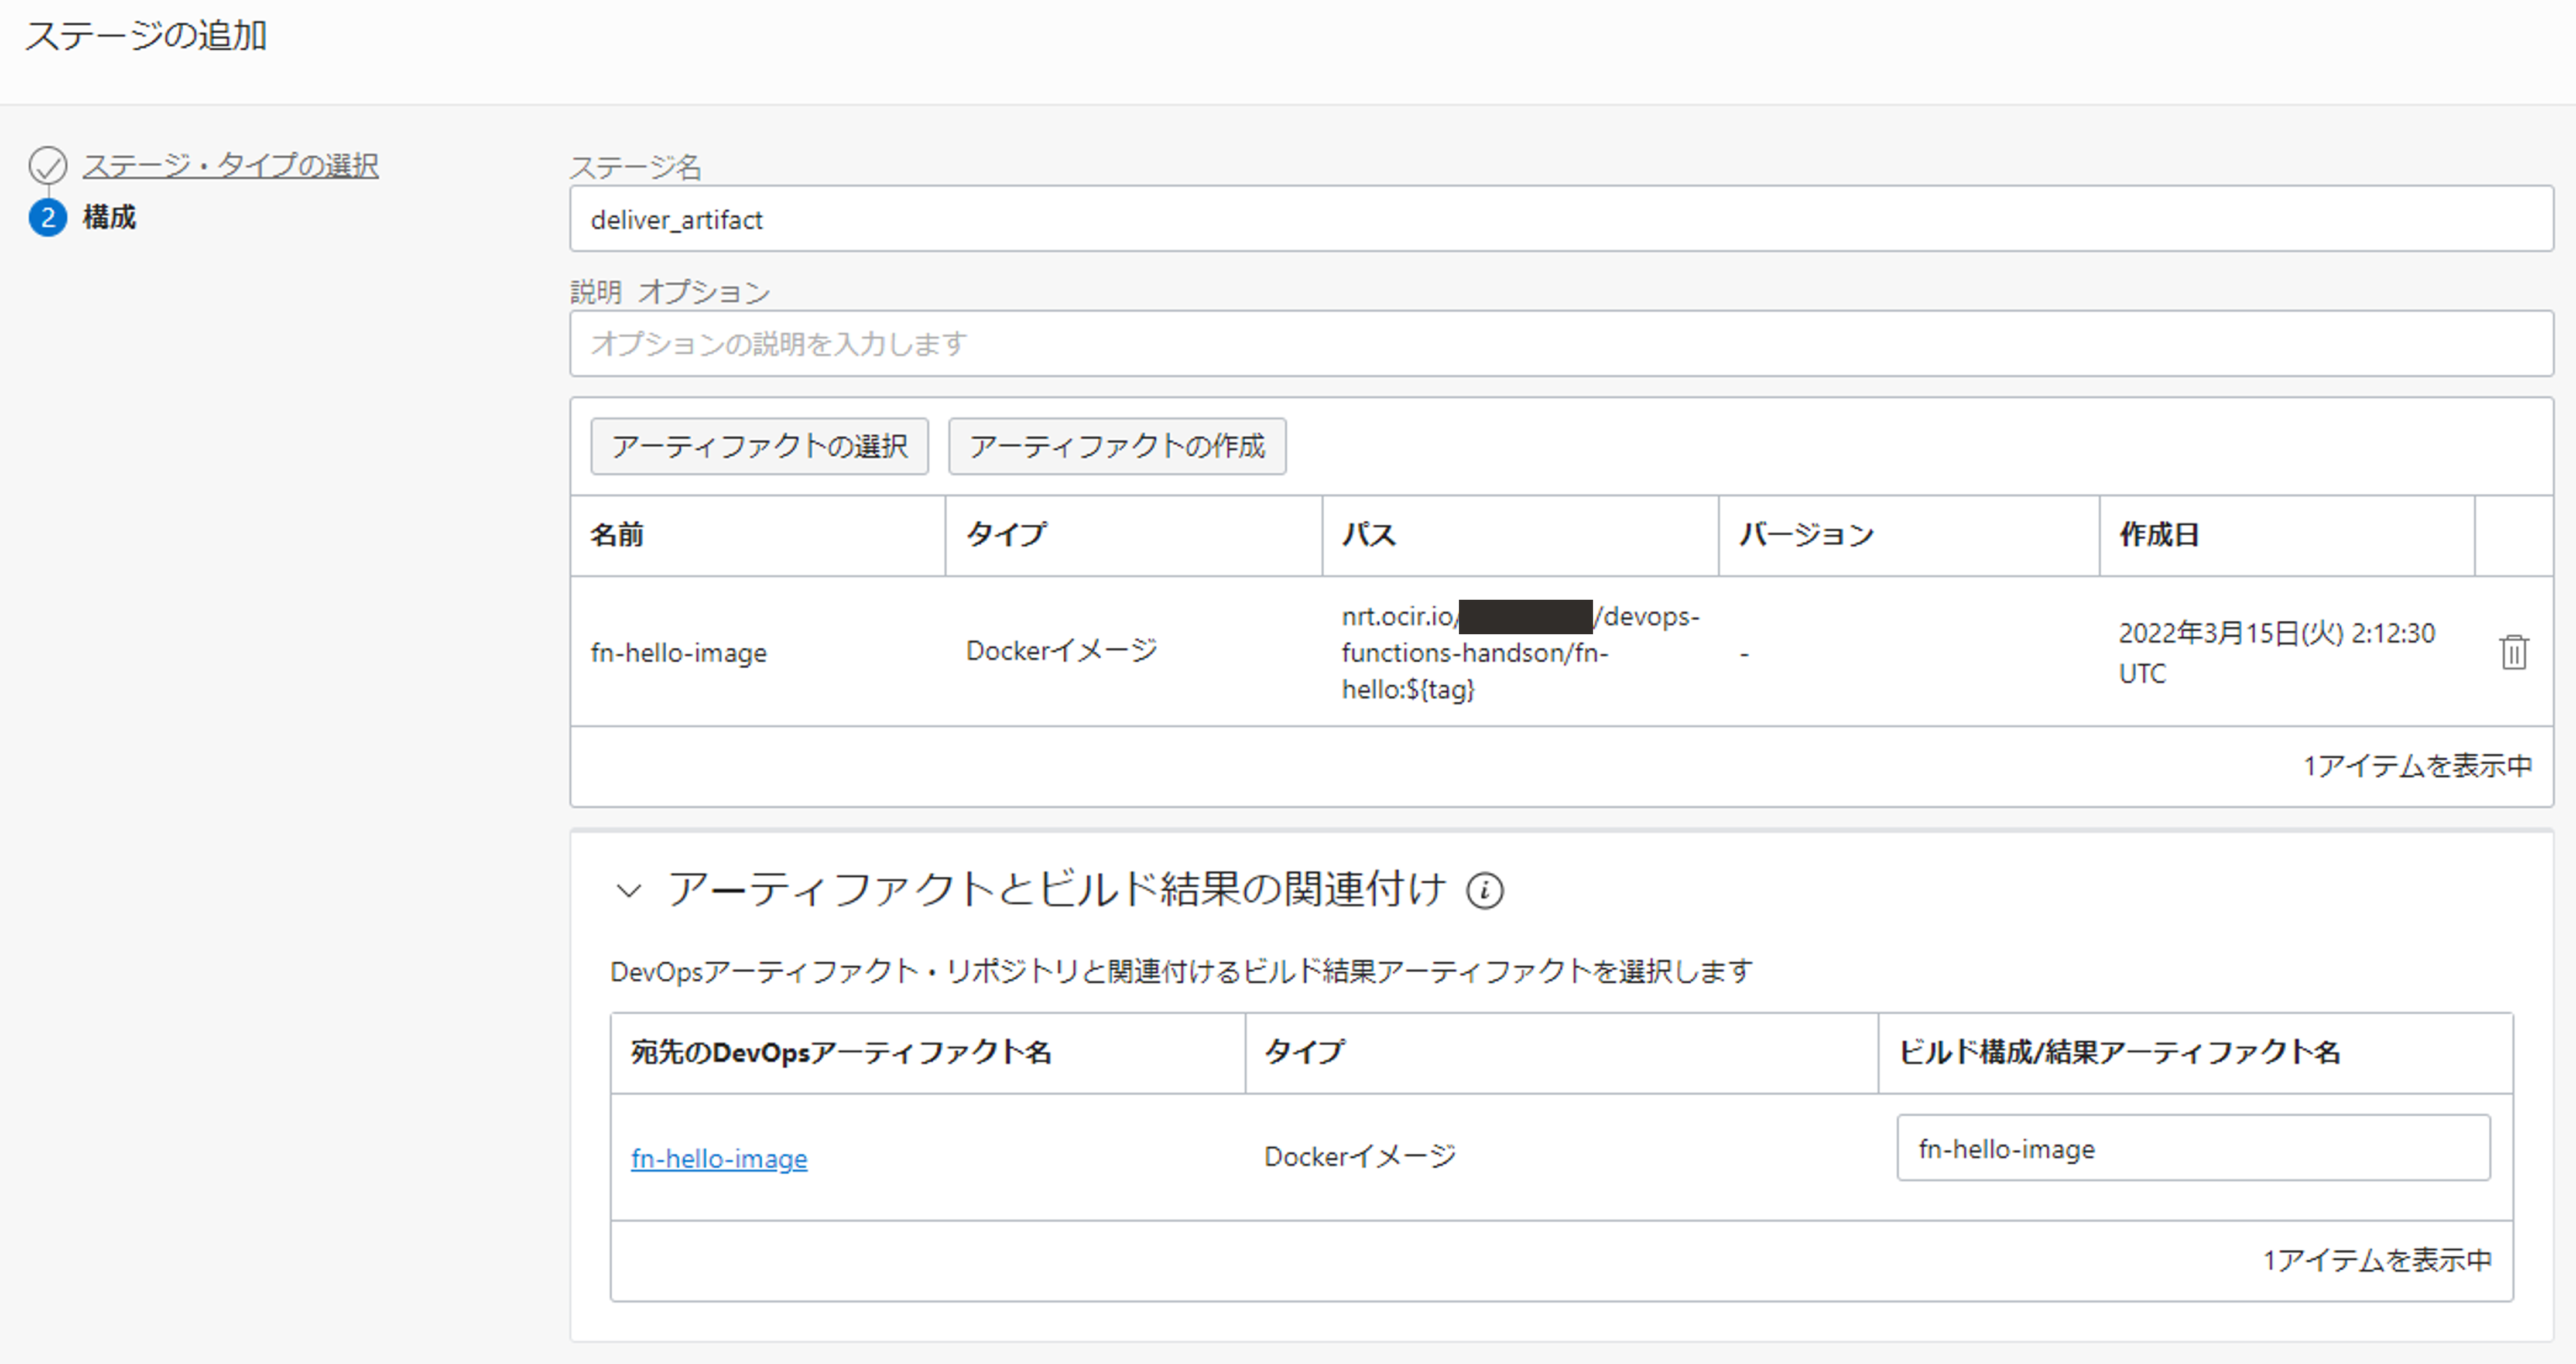 ステージの追加
ステージ・タイプの選択
2 構成
ステージ名
deliver_artifact
説明 オプション
オプションの説明を入力します
アーティファクトの選択 アーティファクトの作成
名前 タイプ パス バージョン 作成日
fn-hello-image Dockerイメージ nrt.ocir.io/ /devops-
functions-handson/fn-
hello:${tag} - 2022年3月15日(火) 2:12:30
UTC
1アイテムを表示中
アーティファクトとビルド結果の関連付け i
DevOpsアーティファクト・リポジトリと関連付けるビルド結果アーティファクトを選択します
宛先のDevOpsアーティファクト名 タイプ ビルド構成/結果アーティファクト名
fn-hello-image Dockerイメージ fn-hello-image
1アイテムを表示中